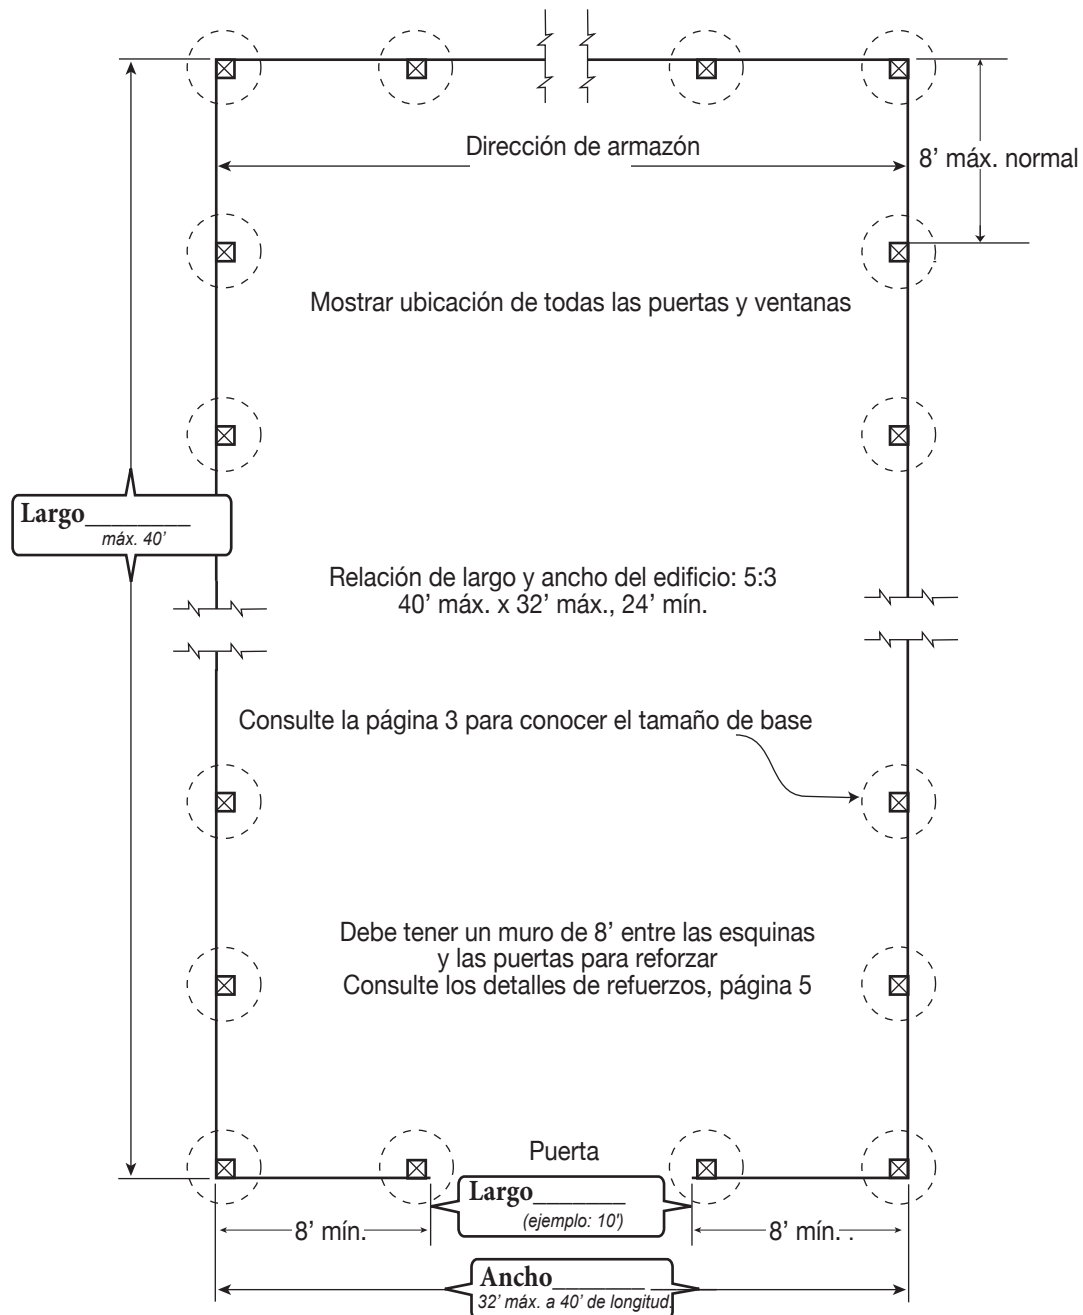 Dirección de armazón
8’ máx. normal
Mostrar ubicación de todas las puertas y ventanas
Largo_______
máx. 40’
Relación de largo y ancho del edificio: 5:3
40’ máx. x 32’ máx., 24’ mín.
Consulte la página 3 para conocer el tamaño de base
Debe tener un muro de 8’ entre las esquinas
y las puertas para reforzar
Consulte los detalles de refuerzos, página 5
Puerta
Largo______
(ejemplo: 10')
8’ mín.
8’ mín. .
Ancho______
32’ máx. a 40’ de longitud.